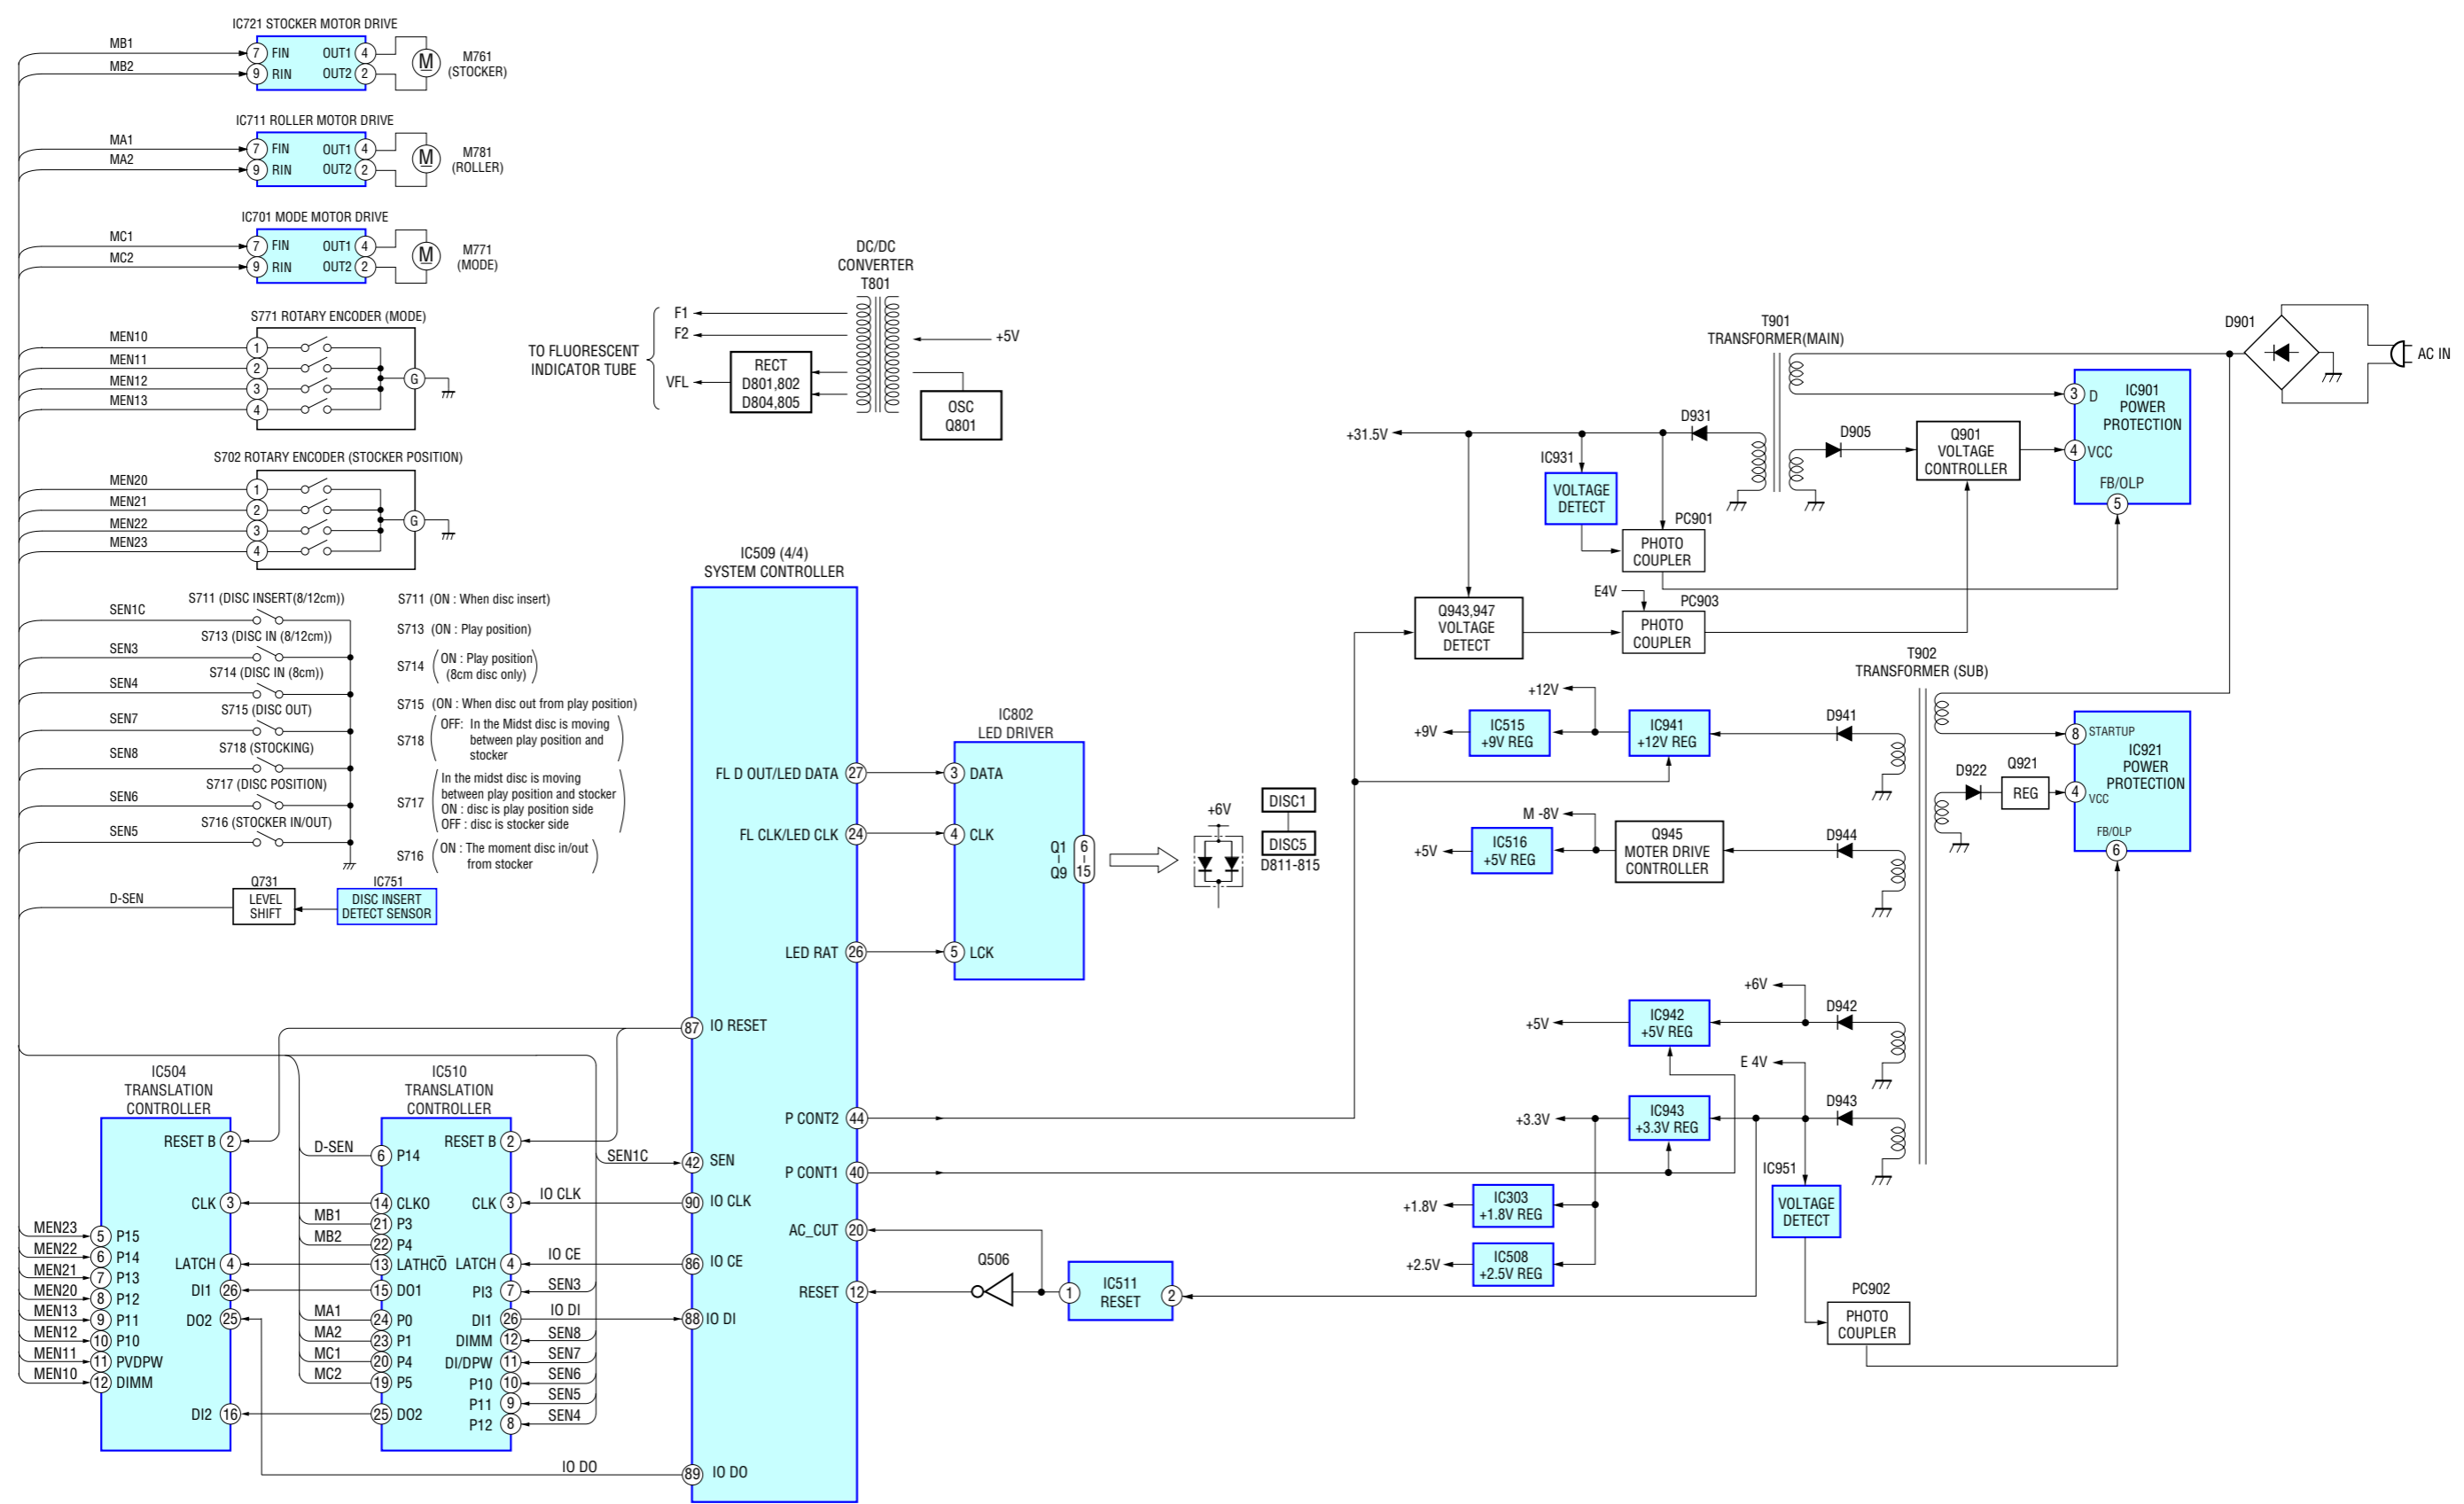 IC721 STOCKER MOTOR DRIVE
MB1
MB2
7 FIN OUT1 4
9 RIN OUT2 2
M
M761
(STOCKER)
IC711 ROLLER MOTOR DRIVE
MA1
MA2
7 FIN OUT1 4
9 RIN OUT2 2
M
M781
(ROLLER)
IC701 MODE MOTOR DRIVE
MC1
MC2
7 FIN OUT1 4
9 RIN OUT2 2
M
M771
(MODE)
S771 ROTARY ENCODER (MODE)
MEN10
MEN11
MEN12
MEN13
1
2
3
4
G
S702 ROTARY ENCODER (STOCKER POSITION)
MEN20
MEN21
MEN22
MEN23
1
2
3
4
G
S711 (DISC INSERT(8/12cm))
SEN1C
S713 (DISC IN (8/12cm))
SEN3
S714 (DISC IN (8cm))
SEN4
S715 (DISC OUT)
SEN7
S718 (STOCKING)
SEN8
S717 (DISC POSITION)
SEN6
S716 (STOCKER IN/OUT)
SEN5
S711 (ON : When disc insert)
S713 (ON : Play position)
S714 (ON : Play position)
(8cm disc only)
S715 (ON : When disc out from play position)
S718 (OFF: In the Midst disc is moving
between play position and
stocker)
S717 (In the midst disc is moving
between play position and stocker
ON : disc is play position side
OFF : disc is stocker side)
S716 (ON : The moment disc in/out
from stocker)
D-SEN
Q731
LEVEL
SHIFT
IC751
DISC INSERT
DETECT SENSOR
DC/DC
CONVERTER
T801
TO FLUORESCENT
INDICATOR TUBE
F1
F2
VFL
RECT
D801,802
D804,805
+5V
OSC
Q801
IC509 (4/4)
SYSTEM CONTROLLER
FL D OUT/LED DATA 27
FL CLK/LED CLK 24
LED RAT 26
87 IO RESET
P CONT2 44
42 SEN
P CONT1 40
90 IO CLK
AC_CUT 20
86 IO CE
RESET 12
88 IO DI
89 IO DO
IC802
LED DRIVER
3 DATA
4 CLK
5 LCK
Q1 6
Q9 15
+6V
DISC1
DISC5
D811-815
IC504
TRANSLATION
CONTROLLER
RESET B 2
CLK 3
LATCH 4
DI1 26
DO2 25
DI2 16
MEN23 5 P15
MEN22 6 P14
MEN21 7 P13
MEN20 8 P12
MEN13 9 P11
MEN12 10 P10
MEN11 11 PVDPW
MEN10 12 DIMM
IC510
TRANSLATION
CONTROLLER
D-SEN 6 P14
14 CLKO
MB1 21 P3
MB2 22 P4
13 LATHCO̅
15 DO1
MA1 24 P0
MA2 23 P1
MC1 20 P4
MC2 19 P5
25 DO2
RESET B 2
CLK 3 IO CLK
LATCH 4 IO CE
PI3 7 SEN3
DI1 26 IO DI
DIMM 12 SEN8
DI/DPW 11 SEN7
P10 10 SEN6
P11 9 SEN5
P12 8 SEN4
SEN1C
IO DO
Q506
1 IC511 2
RESET
T901
TRANSFORMER(MAIN)
D901
AC IN
3 D
IC901
POWER
PROTECTION
4 VCC
FB/OLP
5
+31.5V
D931
D905
Q901
VOLTAGE
CONTROLLER
IC931
VOLTAGE
DETECT
PC901
PHOTO
COUPLER
Q943,947
VOLTAGE
DETECT
E4V
PC903
PHOTO
COUPLER
T902
TRANSFORMER (SUB)
+12V
+9V
IC515
+9V REG
IC941
+12V REG
D941
8 STARTUP
IC921
POWER
PROTECTION
D922
Q921
REG
4 VCC
FB/OLP
6
M -8V
+5V
IC516
+5V REG
Q945
MOTER DRIVE
CONTROLLER
D944
+6V
+5V
IC942
+5V REG
D942
E 4V
+3.3V
IC943
+3.3V REG
D943
IC951
VOLTAGE
DETECT
+1.8V
IC303
+1.8V REG
+2.5V
IC508
+2.5V REG
PC902
PHOTO
COUPLER